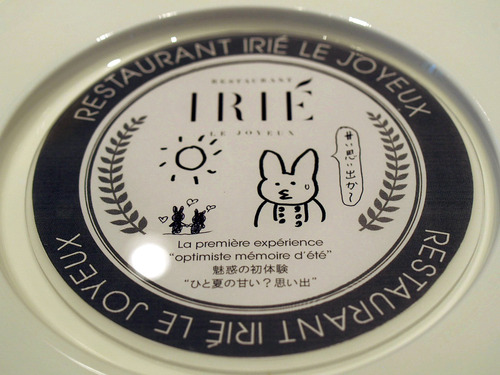 RESTAURANT IRIÉ LE JOYEUX
RESTAURANT
IRIÉ
LE JOYEUX
甘い思い出か〜
La première expérience
"optimiste mémoire d'été"
魅惑の初体験
"ひと夏の甘い？思い出"
RESTAURANT IRIÉ LE JOYEUX